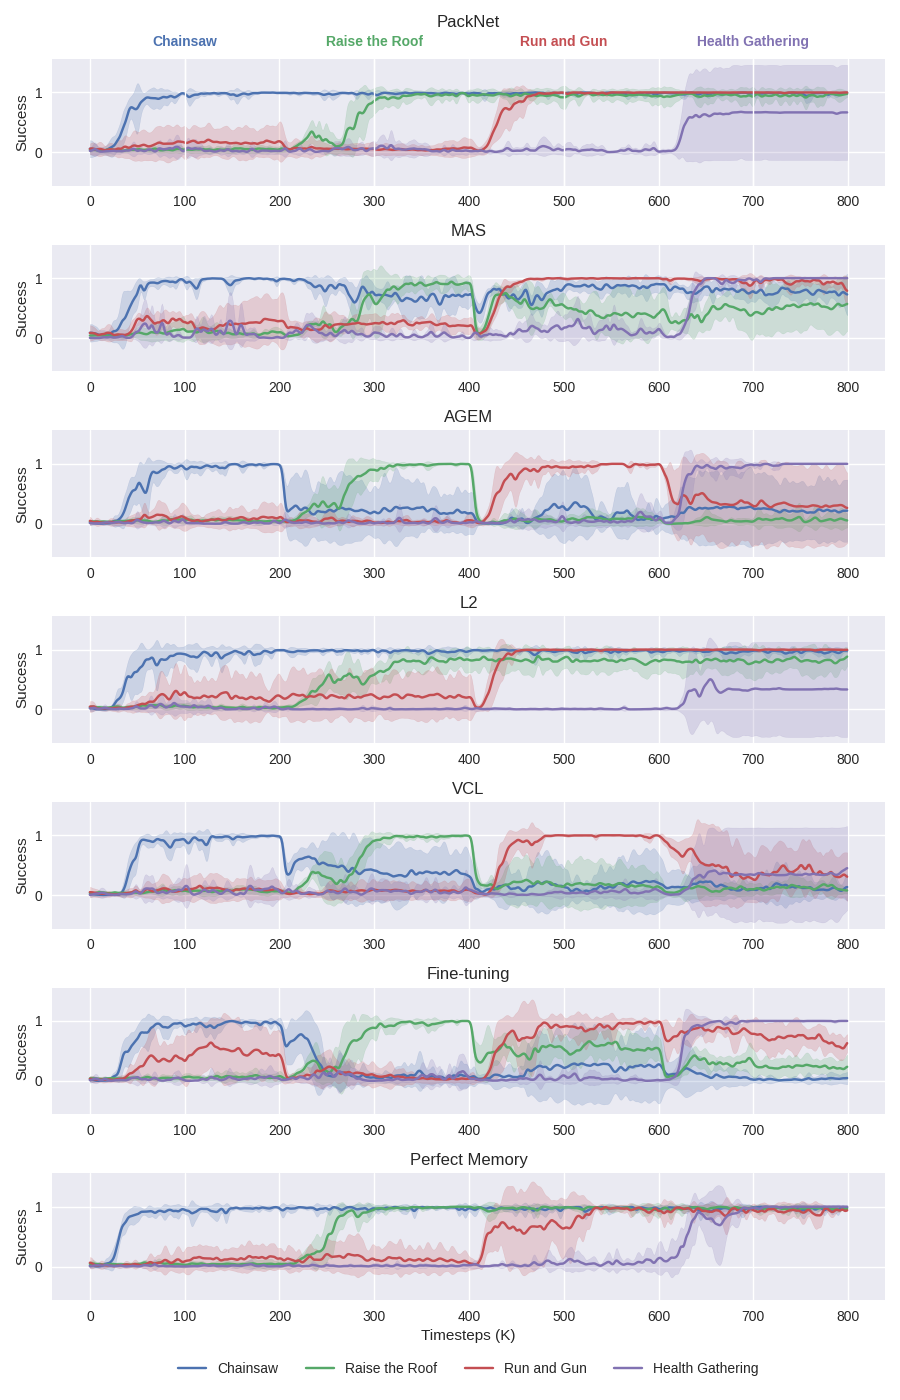 PackNet
Chainsaw Raise the Roof Run and Gun Health Gathering
Success
1
0
0 100 200 300 400 500 600 700 800
MAS
Success
1
0
0 100 200 300 400 500 600 700 800
AGEM
Success
1
0
0 100 200 300 400 500 600 700 800
L2
Success
1
0
0 100 200 300 400 500 600 700 800
VCL
Success
1
0
0 100 200 300 400 500 600 700 800
Fine-tuning
Success
1
0
0 100 200 300 400 500 600 700 800
Perfect Memory
Success
1
0
0 100 200 300 400 500 600 700 800
Timesteps (K)
Chainsaw Raise the Roof Run and Gun Health Gathering